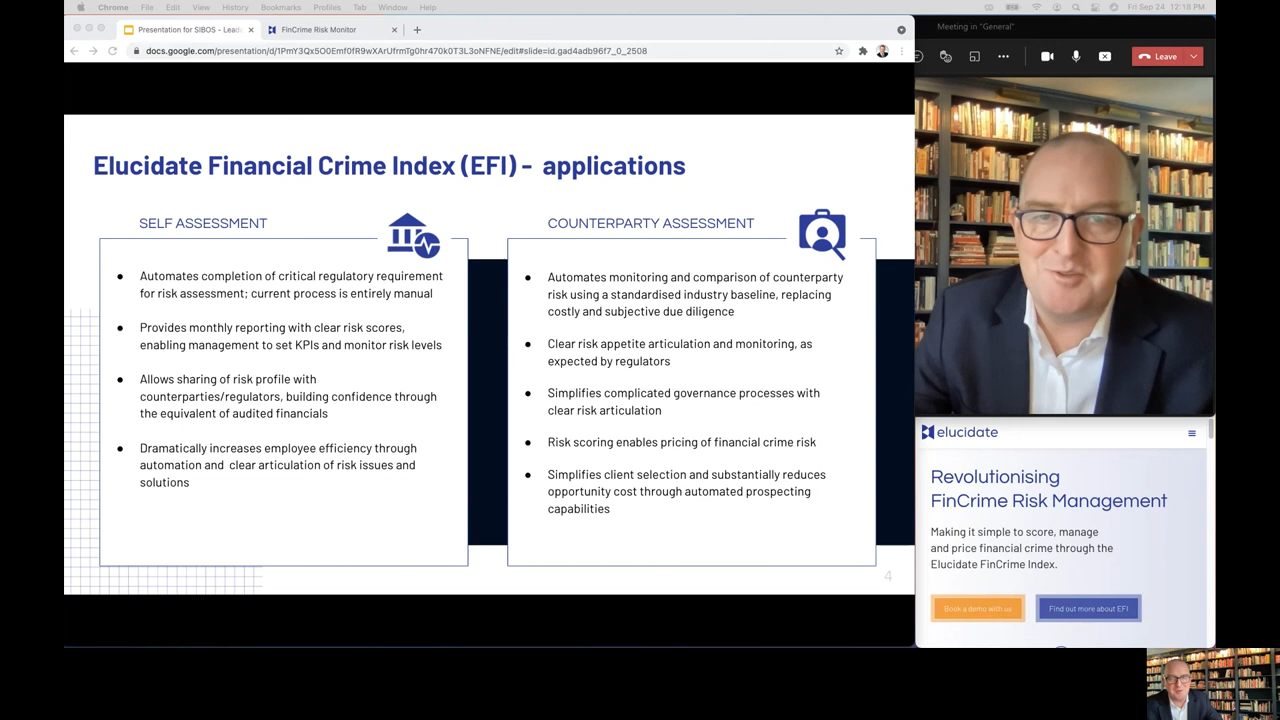 Chrome File Edit View History Bookmarks Profiles Tab Window Help
Fri Sep 24 12:18 PM
Presentation for SIBOS - Lead
FinCrime Risk Monitor
Meeting in "General"
Leave
Elucidate Financial Crime Index (EFI) - applications
SELF ASSESSMENT
Automates completion of critical regulatory requirement
for risk assessment; current process is entirely manual
Provides monthly reporting with clear risk scores,
enabling management to set KPIs and monitor risk levels
Allows sharing of risk profile with
counterparties/regulators, building confidence through
the equivalent of audited financials
Dramatically increases employee efficiency through
automation and clear articulation of risk issues and
solutions
COUNTERPARTY ASSESSMENT
Automates monitoring and comparison of counterparty
risk using a standardised industry baseline, replacing
costly and subjective due diligence
Clear risk appetite articulation and monitoring, as
expected by regulators
Simplifies complicated governance processes with
clear risk articulation
Risk scoring enables pricing of financial crime risk
Simplifies client selection and substantially reduces
opportunity cost through automated prospecting
capabilities
4
elucidate
Revolutionising
FinCrime Risk Management
Making it simple to score, manage
and price financial crime through the
Elucidate FinCrime Index.
Book a demo with us
Find out more about EFI